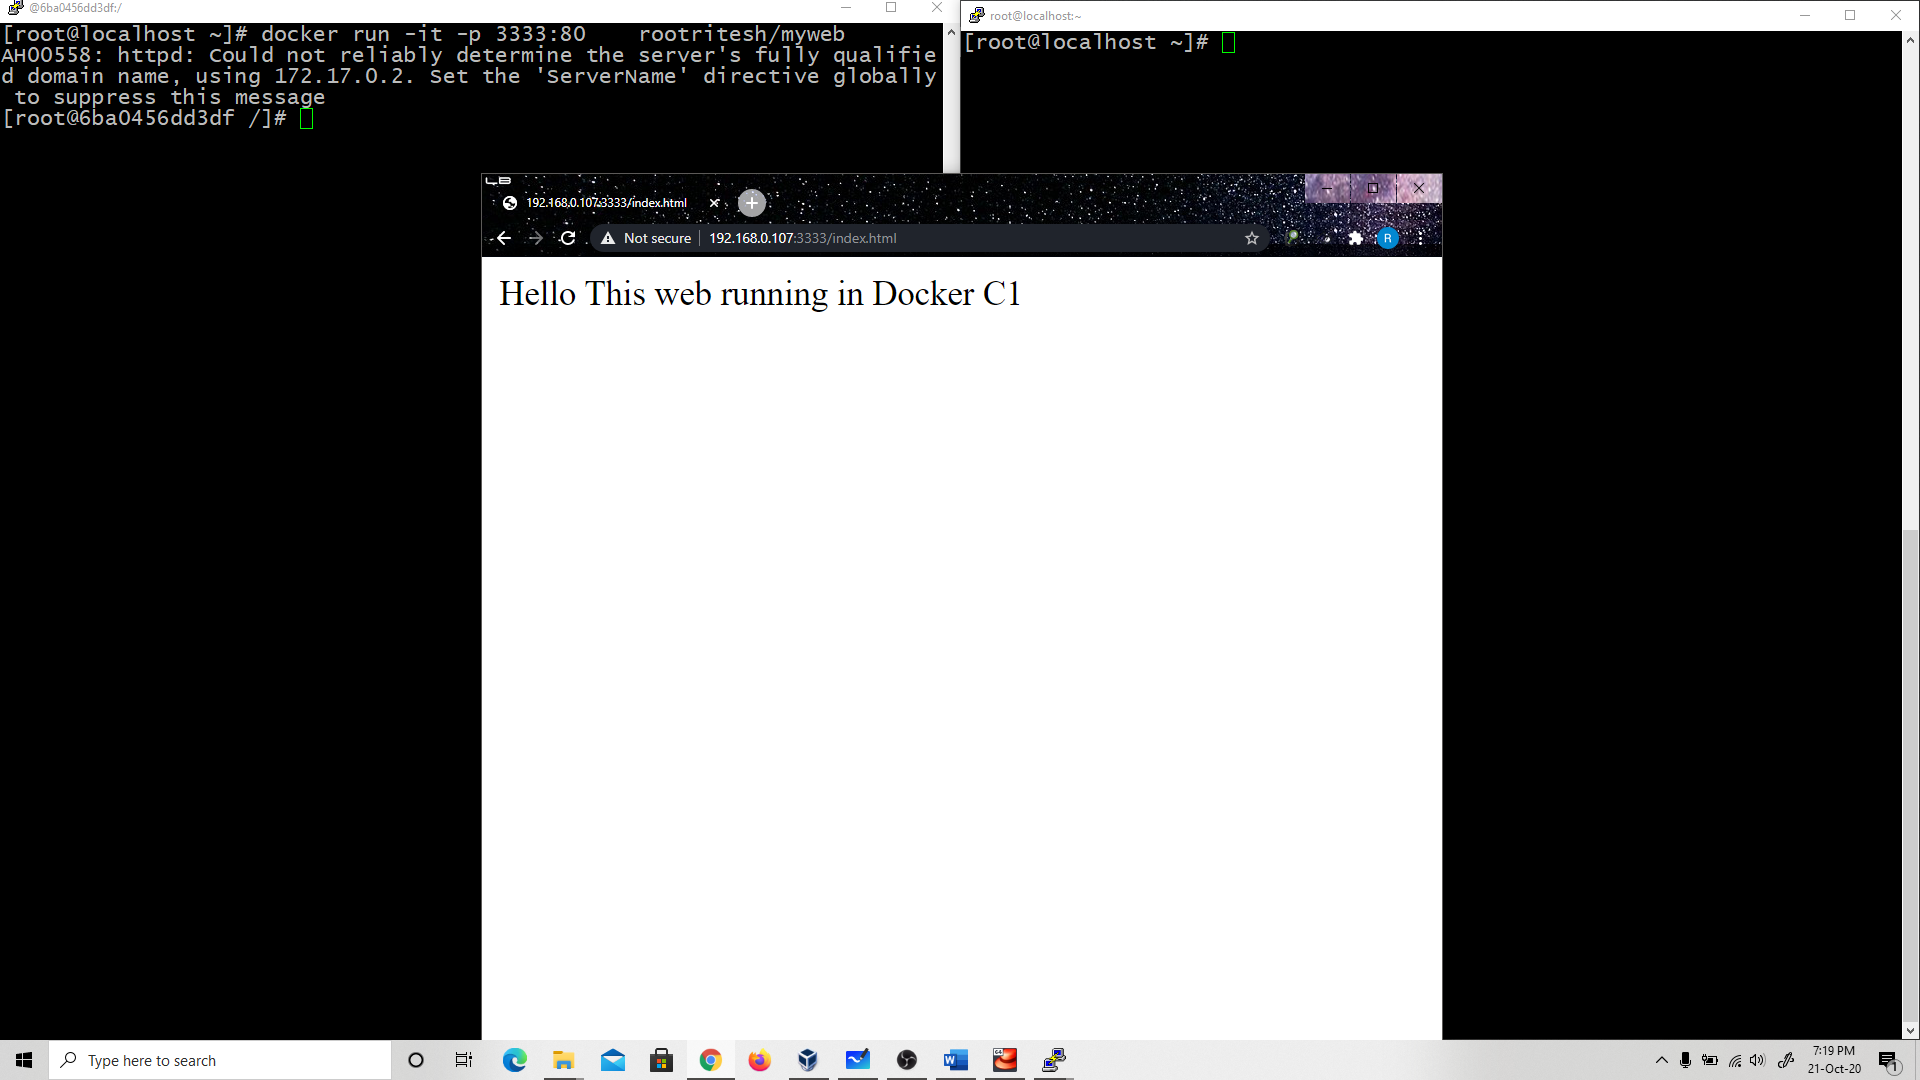 @6ba0456dd3df:/
[root@localhost ~]# docker run -it -p 3333:80    rootritesh/myweb
AH00558: httpd: Could not reliably determine the server's fully qualifie
d domain name, using 172.17.0.2. Set the 'ServerName' directive globally
 to suppress this message
[root@6ba0456dd3df /]#
root@localhost:~
[root@localhost ~]#
192.168.0.107:3333/index.html
Not secure
192.168.0.107:3333/index.html
R
Hello This web running in Docker C1
Type here to search
7:19 PM
21-Oct-20
1